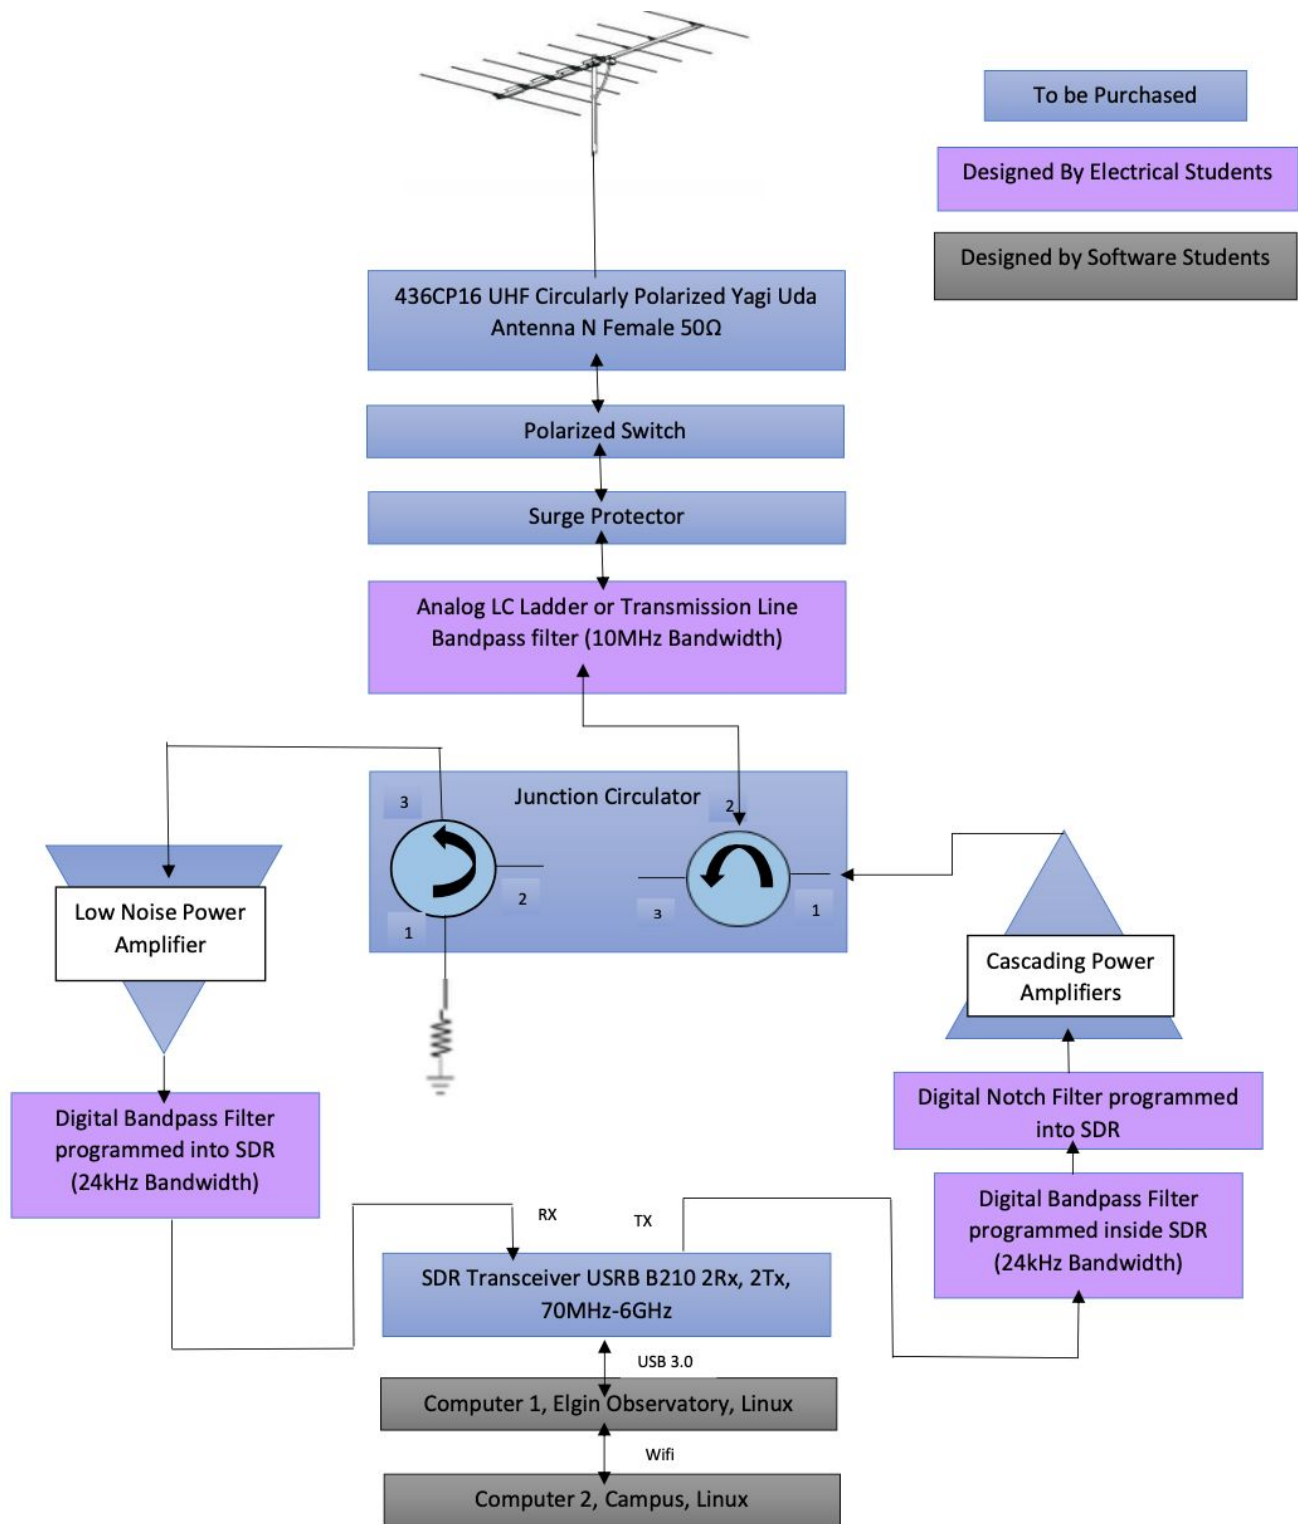 To be Purchased
Designed By Electrical Students
Designed by Software Students
436CP16 UHF Circularly Polarized Yagi Uda
Antenna N Female 50Ω
Polarized Switch
Surge Protector
Analog LC Ladder or Transmission Line
Bandpass filter (10MHz Bandwidth)
Junction Circulator
3
2
1
2
3
1
Low Noise Power
Amplifier
Cascading Power
Amplifiers
Digital Bandpass Filter
programmed into SDR
(24kHz Bandwidth)
Digital Notch Filter programmed
into SDR
Digital Bandpass Filter
programmed inside SDR
(24kHz Bandwidth)
RX
TX
SDR Transceiver USRB B210 2Rx, 2Tx,
70MHz-6GHz
USB 3.0
Computer 1, Elgin Observatory, Linux
Wifi
Computer 2, Campus, Linux